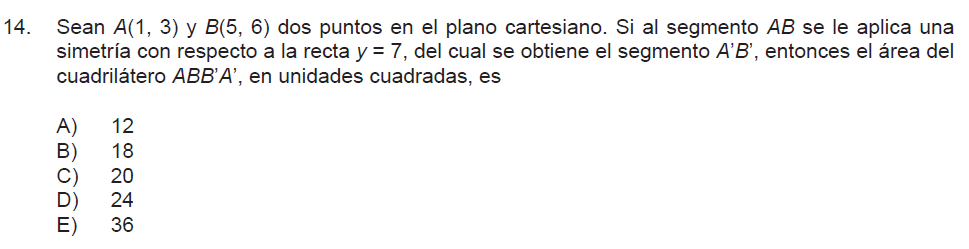 14. Sean A(1, 3) y B(5, 6) dos puntos en el plano cartesiano. Si al segmento AB se le aplica una
simetría con respecto a la recta y = 7, del cual se obtiene el segmento A’B’, entonces el área del
cuadrilátero ABB’A’, en unidades cuadradas, es
A) 12
B) 18
C) 20
D) 24
E) 36